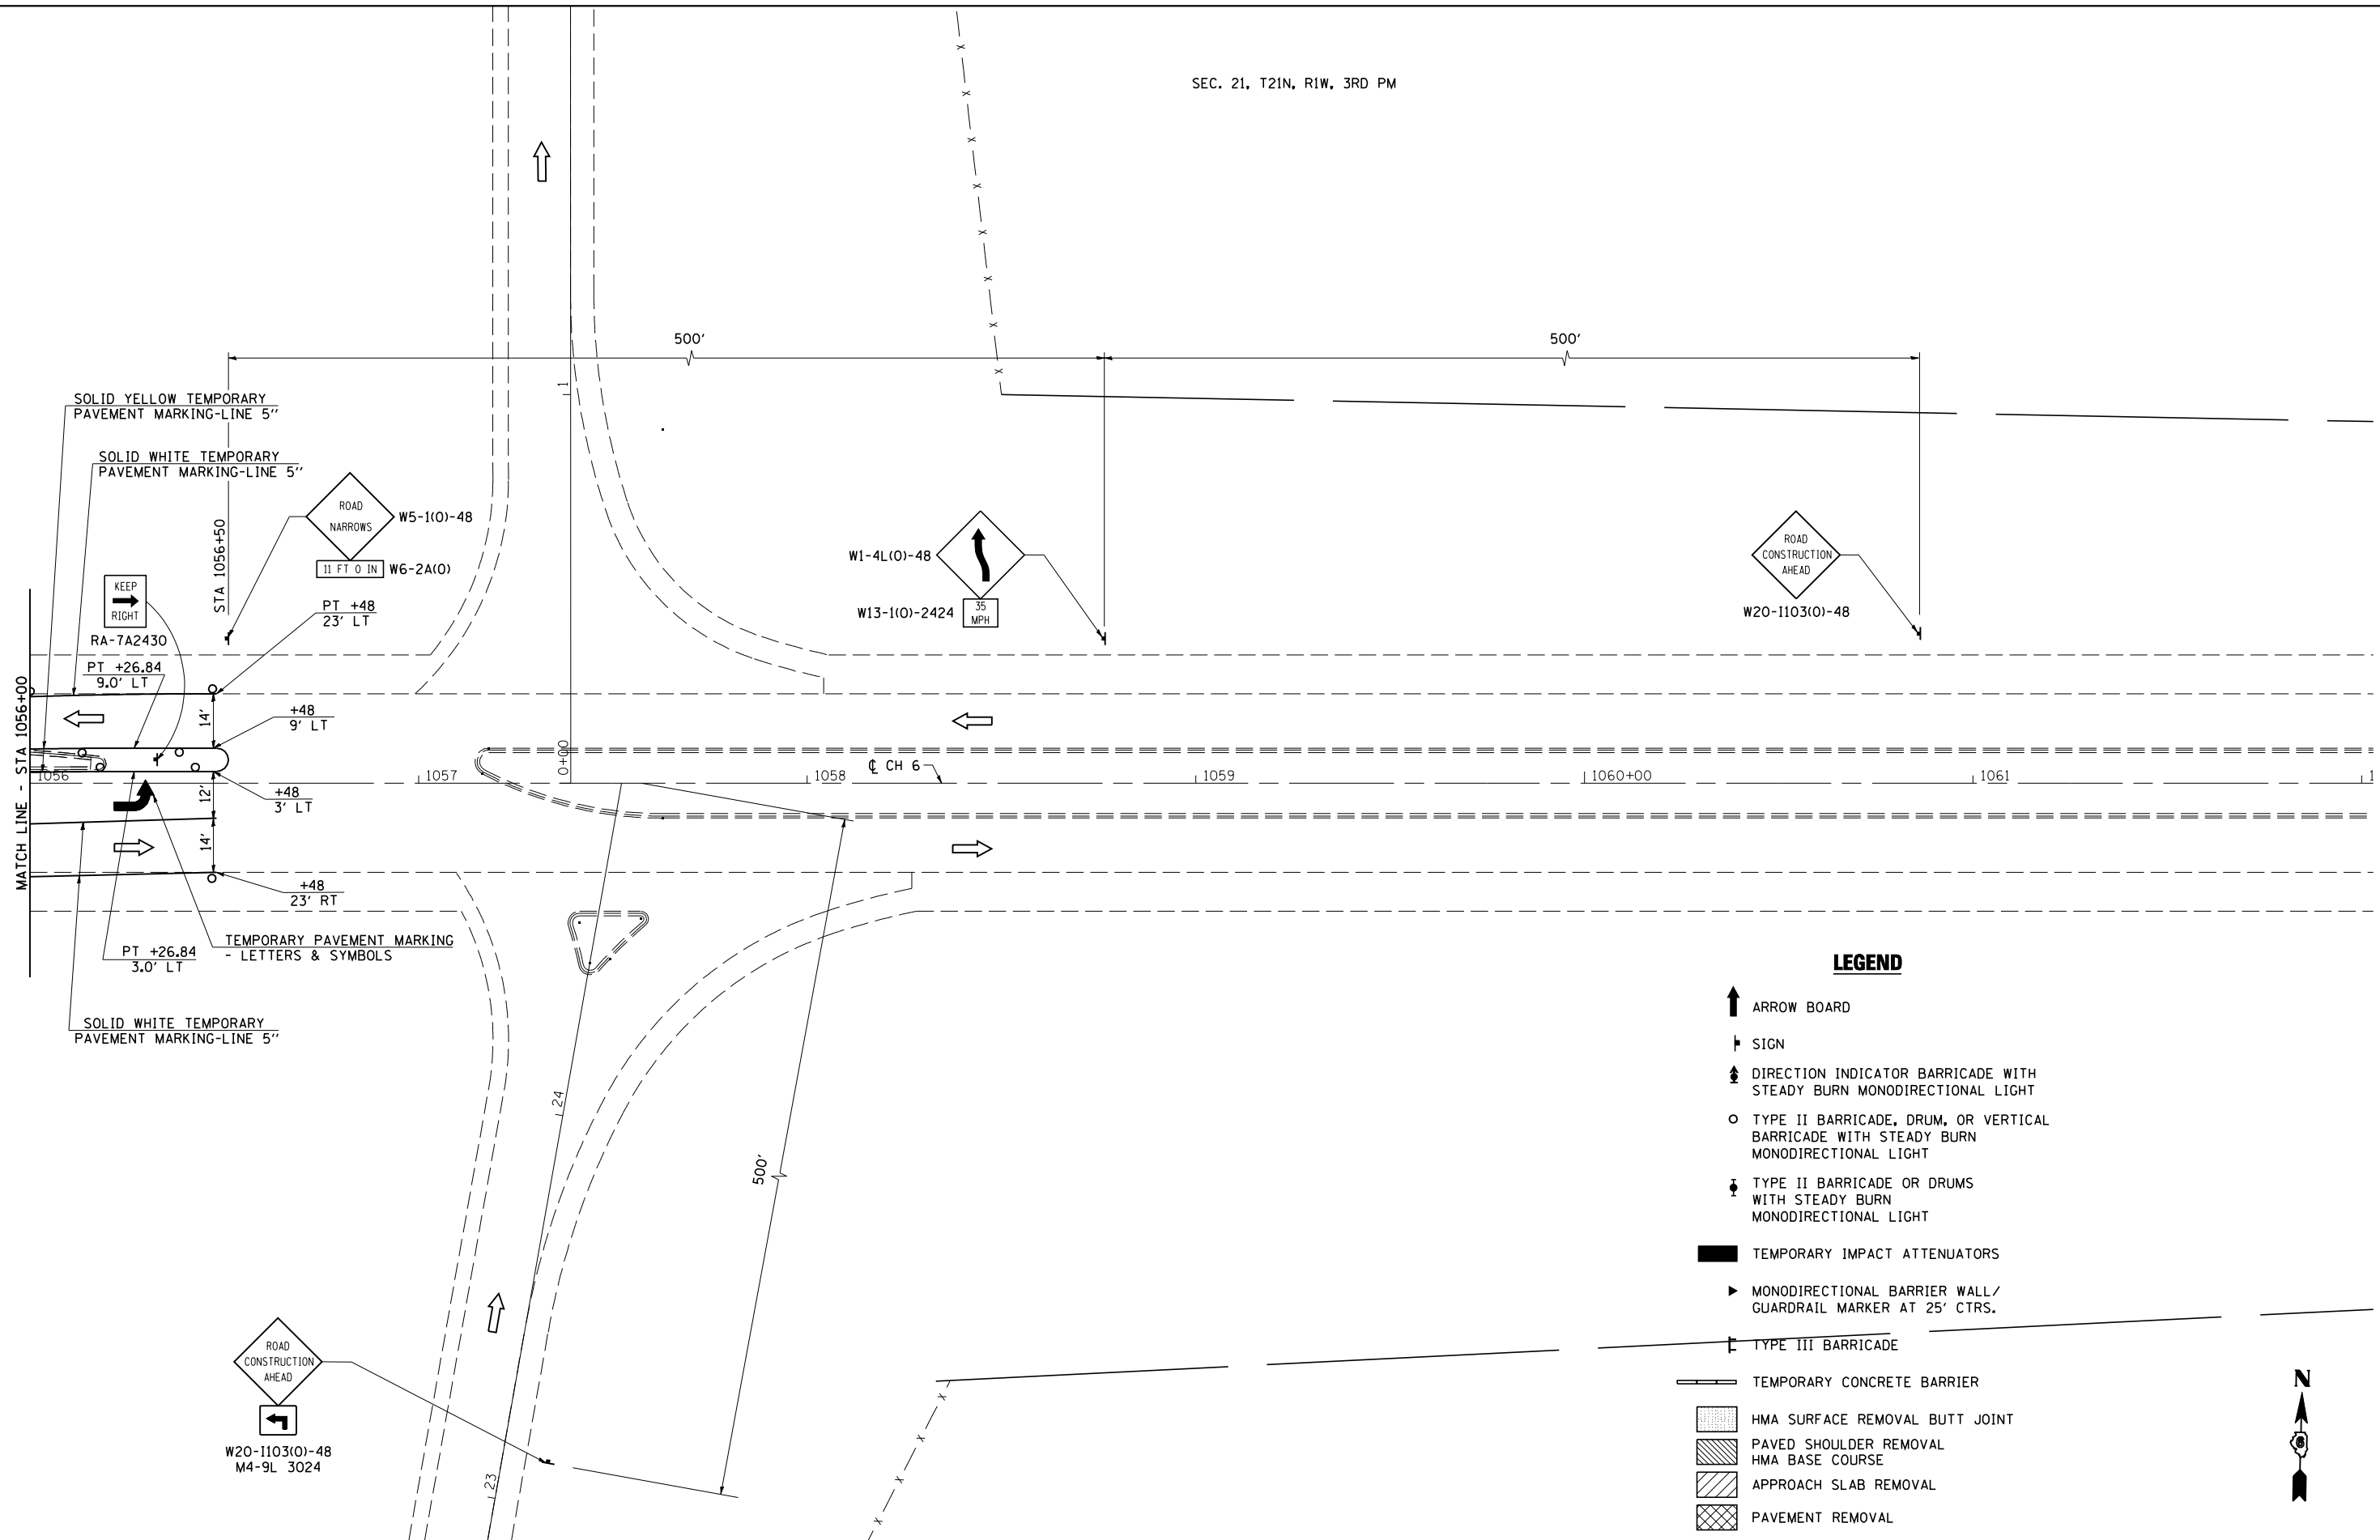 SEC. 21, T21N, R1W, 3RD PM
500'
500'
SOLID YELLOW TEMPORARY
PAVEMENT MARKING-LINE 5''
SOLID WHITE TEMPORARY
PAVEMENT MARKING-LINE 5''
STA 1056+50
ROAD
NARROWS
W5-1(O)-48
11 FT 0 IN
W6-2A(O)
KEEP
RIGHT
RA-7A2430
PT +48
23' LT
PT +26.84
9.0' LT
W1-4L(O)-48
W13-1(O)-2424
35
MPH
ROAD
CONSTRUCTION
AHEAD
W20-I103(O)-48
1
MATCH LINE - STA 1056+00
14'
+48
9' LT
0+00
℄ CH 6
1056
1057
1058
1059
1060+00
1061
1
12'
+48
3' LT
14'
+48
23' RT
PT +26.84
3.0' LT
TEMPORARY PAVEMENT MARKING
- LETTERS & SYMBOLS
SOLID WHITE TEMPORARY
PAVEMENT MARKING-LINE 5''
24
500'
23
ROAD
CONSTRUCTION
AHEAD
W20-I103(O)-48
M4-9L 3024
LEGEND
ARROW BOARD
SIGN
DIRECTION INDICATOR BARRICADE WITH
STEADY BURN MONODIRECTIONAL LIGHT
TYPE II BARRICADE, DRUM, OR VERTICAL
BARRICADE WITH STEADY BURN
MONODIRECTIONAL LIGHT
TYPE II BARRICADE OR DRUMS
WITH STEADY BURN
MONODIRECTIONAL LIGHT
TEMPORARY IMPACT ATTENUATORS
MONODIRECTIONAL BARRIER WALL/
GUARDRAIL MARKER AT 25' CTRS.
TYPE III BARRICADE
TEMPORARY CONCRETE BARRIER
HMA SURFACE REMOVAL BUTT JOINT
PAVED SHOULDER REMOVAL
HMA BASE COURSE
APPROACH SLAB REMOVAL
PAVEMENT REMOVAL
N
6